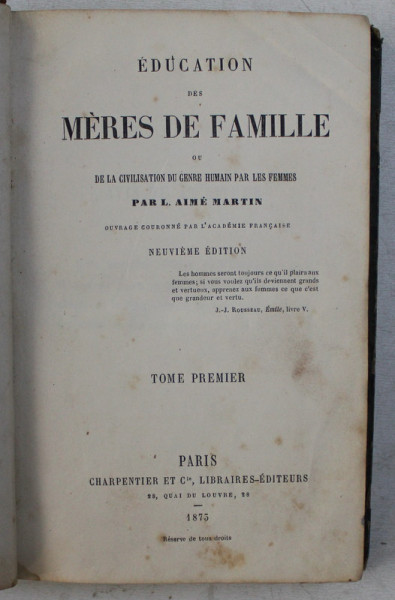 ÉDUCATION
DES
MÈRES DE FAMILLE
OU
DE LA CIVILISATION DU GENRE HUMAIN PAR LES FEMMES
PAR L. AIMÉ MARTIN
OUVRAGE COURONNÉ PAR L'ACADÉMIE FRANÇAISE
NEUVIÈME ÉDITION
Les hommes seront toujours ce qu'il plaira aux
femmes; si vous voulez qu'ils deviennent grands
et vertueux, apprenez aux femmes ce que c'est
que grandeur et vertu.
J.-J. ROUSSEAU, Émile, livre V.
TOME PREMIER
PARIS
CHARPENTIER ET Cie, LIBRAIRES-ÉDITEURS
28, QUAI DU LOUVRE, 28
1873
Réserve de tous droits